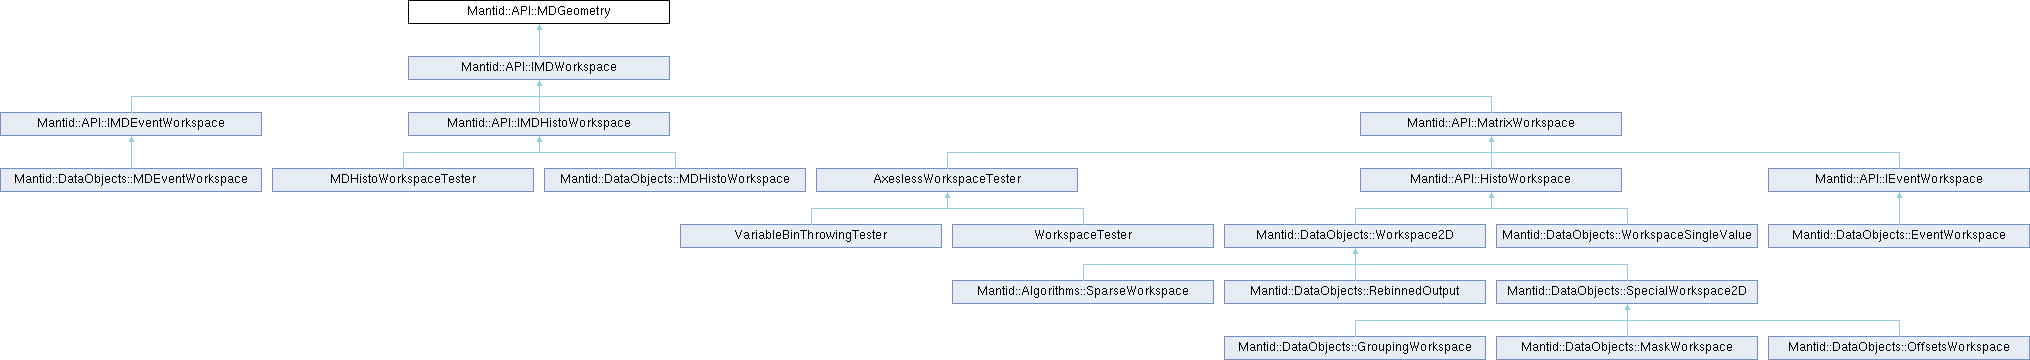 Mantid::API::MDGeometry
Mantid::API::IMDWorkspace
Mantid::API::IMDEventWorkspace
Mantid::API::IMDHistoWorkspace
Mantid::API::MatrixWorkspace
Mantid::DataObjects::MDEventWorkspace
MDHistoWorkspaceTester
Mantid::DataObjects::MDHistoWorkspace
AxeslessWorkspaceTester
Mantid::API::HistoWorkspace
Mantid::API::IEventWorkspace
VariableBinThrowingTester
WorkspaceTester
Mantid::DataObjects::Workspace2D
Mantid::DataObjects::WorkspaceSingleValue
Mantid::DataObjects::EventWorkspace
Mantid::Algorithms::SparseWorkspace
Mantid::DataObjects::RebinnedOutput
Mantid::DataObjects::SpecialWorkspace2D
Mantid::DataObjects::GroupingWorkspace
Mantid::DataObjects::MaskWorkspace
Mantid::DataObjects::OffsetsWorkspace